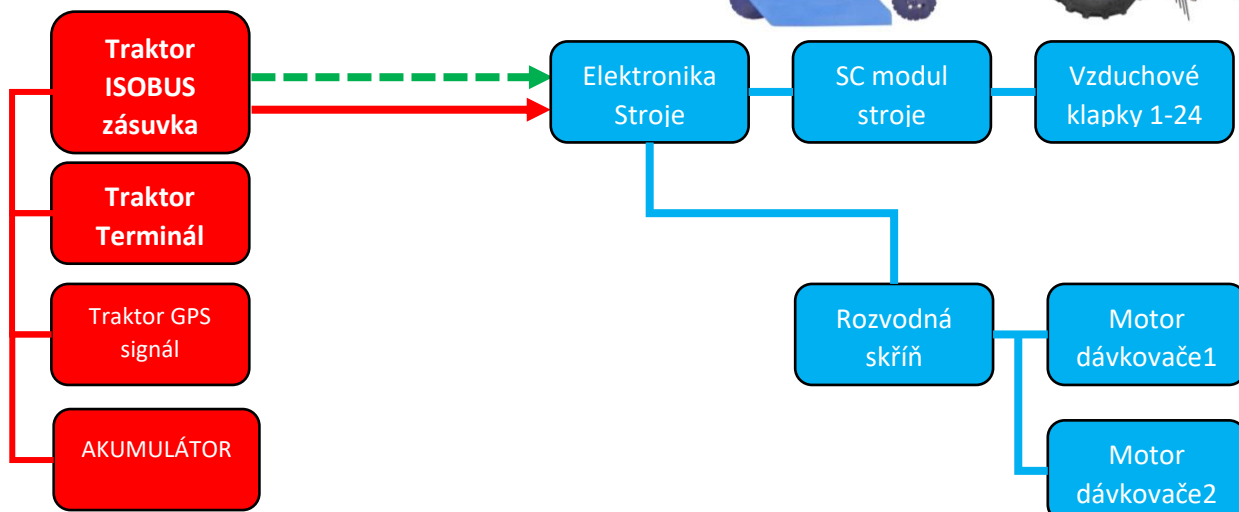 Traktor
ISOBUS
zásuvka
Elektronika
Stroje
SC modul
stroje
Vzduchové
klapky 1-24
Traktor
Terminál
Traktor GPS
signál
Rozvodná
skříň
Motor
dávkovače1
AKUMULÁTOR
Motor
dávkovače2